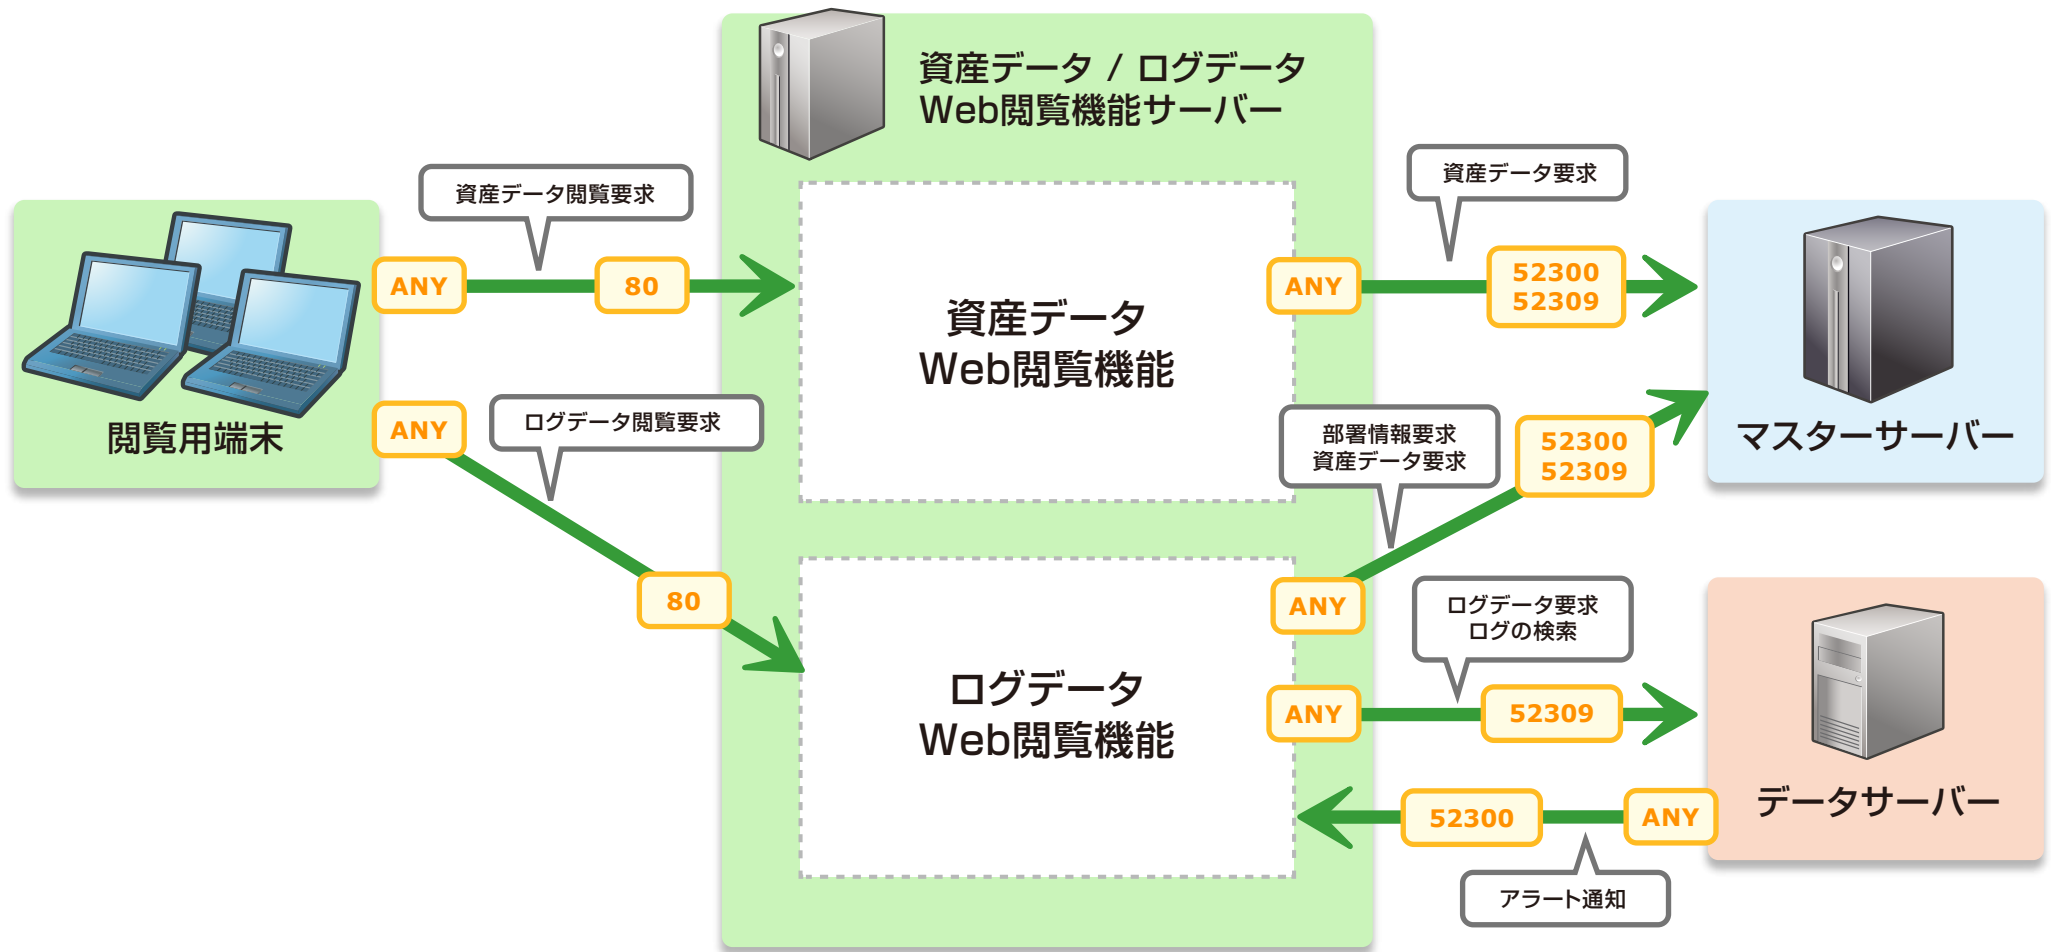 資産データ / ログデータ
Web閲覧機能サーバー
資産データ閲覧要求
資産データ要求
ANY
80
ANY
52300
52309
資産データ
Web閲覧機能
閲覧用端末
ANY
ログデータ閲覧要求
部署情報要求
資産データ要求
52300
52309
マスターサーバー
80
ANY
ログデータ要求
ログの検索
ログデータ
Web閲覧機能
ANY
52309
データサーバー
52300
ANY
アラート通知